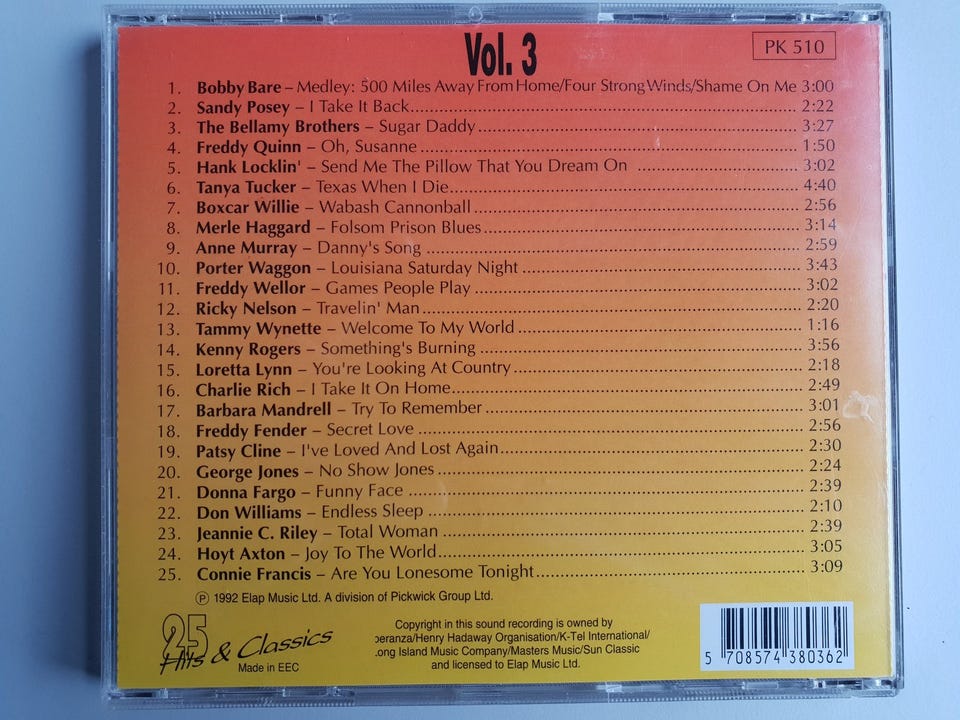 Vol. 3
PK 510
1. Bobby Bare – Medley: 500 Miles Away From Home/Four Strong Winds/Shame On Me 3:00
2. Sandy Posey – I Take It Back 2:22
3. The Bellamy Brothers – Sugar Daddy 3:27
4. Freddy Quinn – Oh, Susanne 1:50
5. Hank Locklin' – Send Me The Pillow That You Dream On 3:02
6. Tanya Tucker – Texas When I Die 4:40
7. Boxcar Willie – Wabash Cannonball 2:56
8. Merle Haggard – Folsom Prison Blues 3:14
9. Anne Murray – Danny's Song 2:59
10. Porter Waggon – Louisiana Saturday Night 3:43
11. Freddy Wellor – Games People Play 3:02
12. Ricky Nelson – Travelin' Man 2:20
13. Tammy Wynette – Welcome To My World 1:16
14. Kenny Rogers – Something's Burning 3:56
15. Loretta Lynn – You're Looking At Country 2:18
16. Charlie Rich – I Take It On Home 2:49
17. Barbara Mandrell – Try To Remember 3:01
18. Freddy Fender – Secret Love 2:56
19. Patsy Cline – I've Loved And Lost Again 2:30
20. George Jones – No Show Jones 2:24
21. Donna Fargo – Funny Face 2:39
22. Don Williams – Endless Sleep 2:10
23. Jeannie C. Riley – Total Woman 2:39
24. Hoyt Axton – Joy To The World 3:05
25. Connie Francis – Are You Lonesome Tonight 3:09
Ⓟ 1992 Elap Music Ltd. A division of Pickwick Group Ltd.
25
Hits & Classics
Made in EEC
Copyright in this sound recording is owned by
peranza/Henry Hadaway Organisation/K-Tel International/
ong Island Music Company/Masters Music/Sun Classic
and licensed to Elap Music Ltd.
5 708574 380362